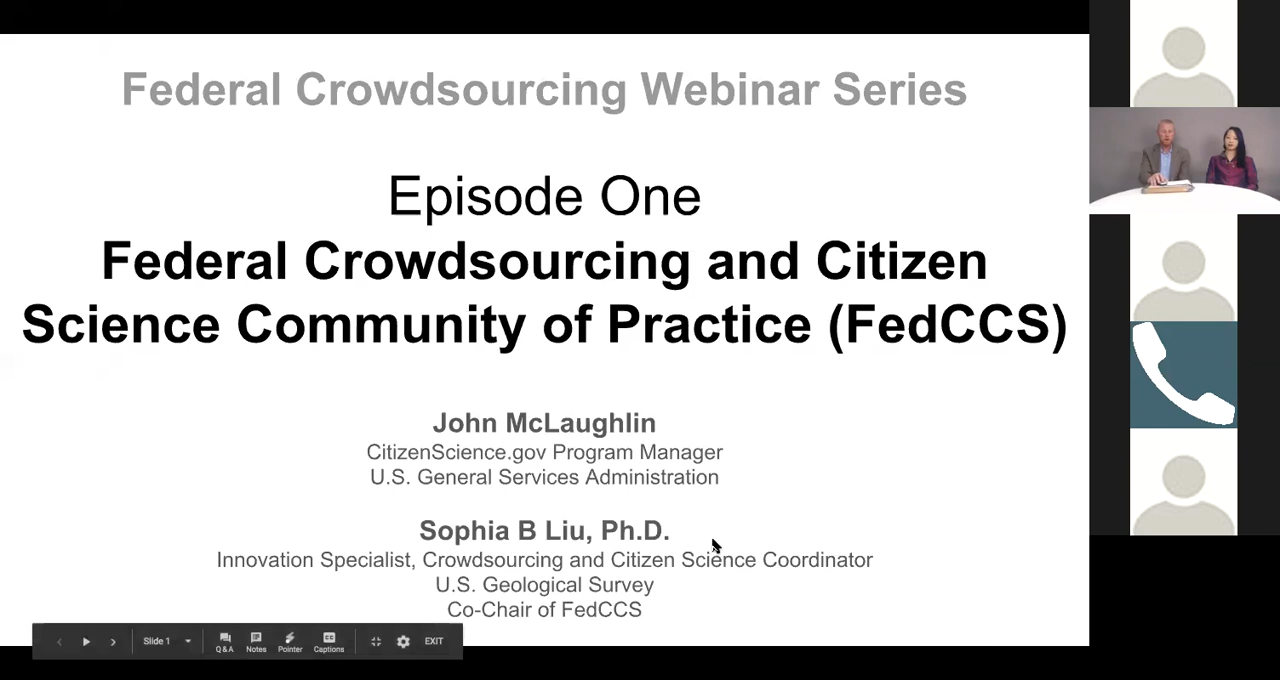 Federal Crowdsourcing Webinar Series
Episode One
Federal Crowdsourcing and Citizen
Science Community of Practice (FedCCS)
John McLaughlin
CitizenScience.gov Program Manager
U.S. General Services Administration
Sophia B Liu, Ph.D.
Innovation Specialist, Crowdsourcing and Citizen Science Coordinator
U.S. Geological Survey
Co-Chair of FedCCS
Slide 1
Q&A
Notes
Pointer
Captions
EXIT